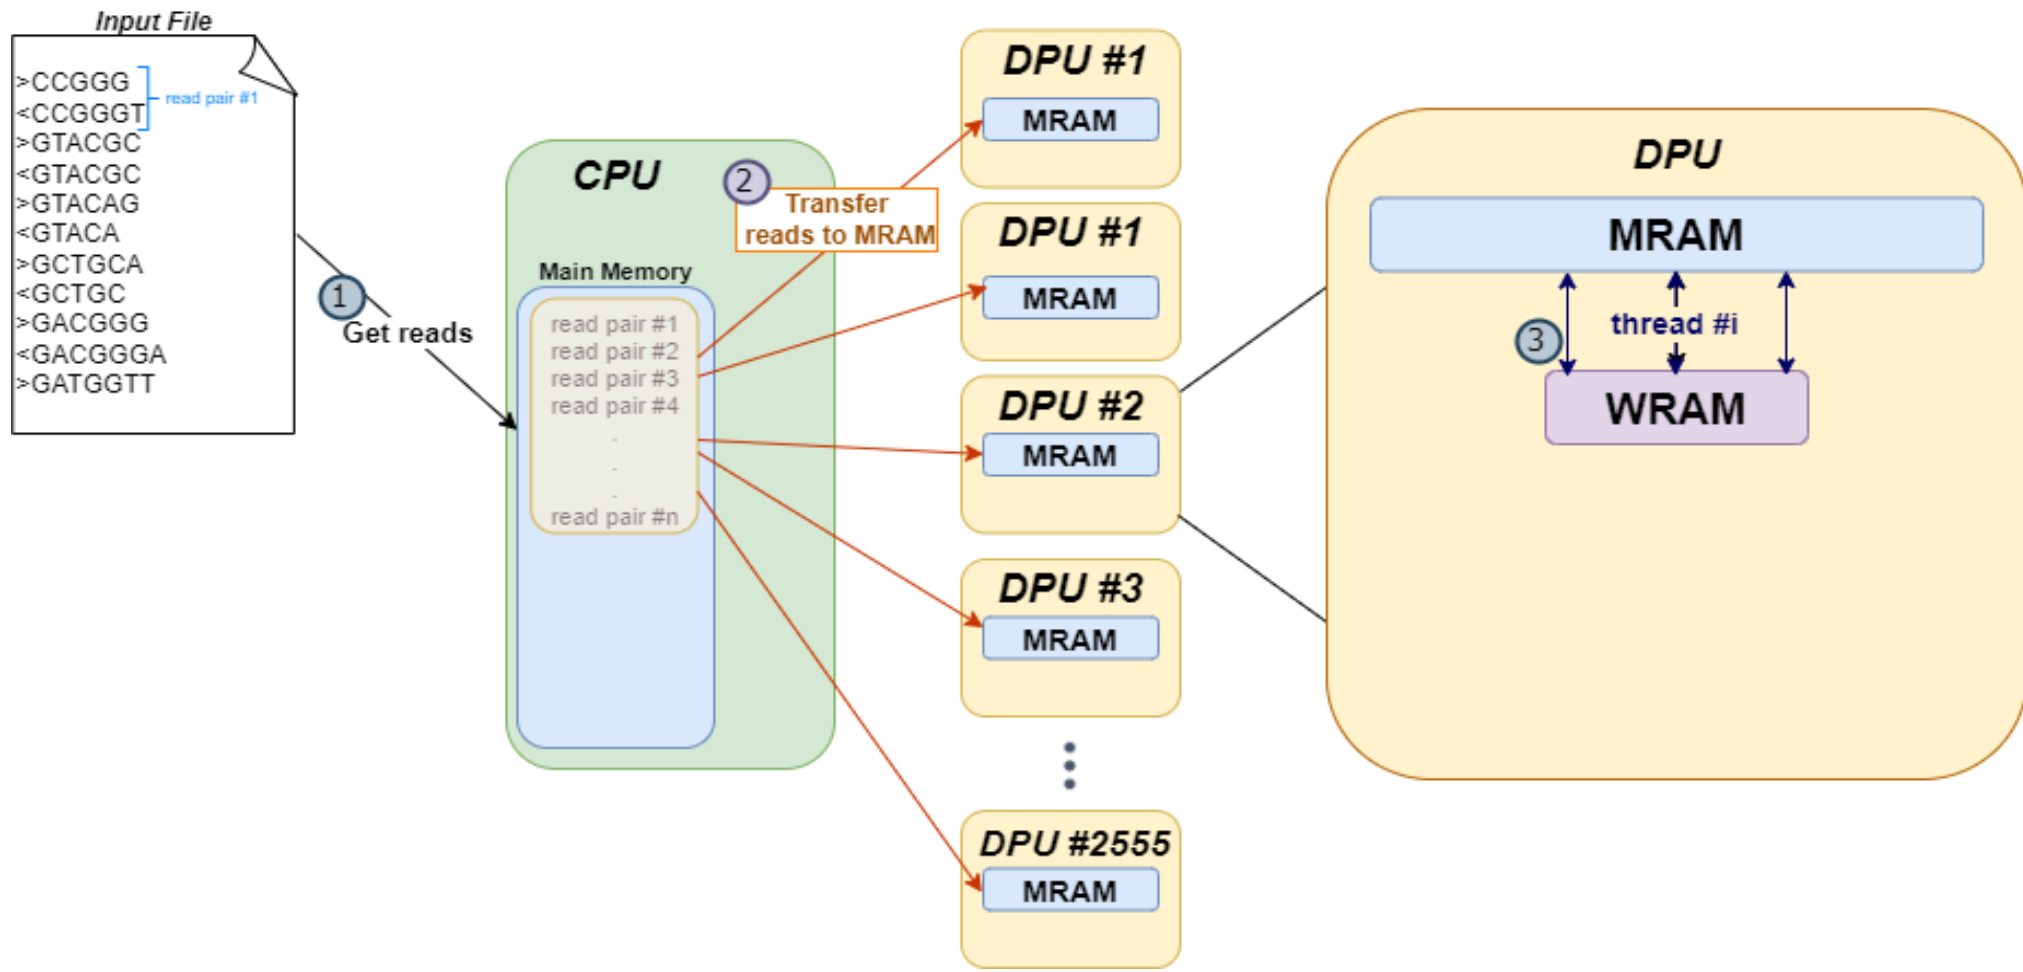 Input File
>CCGGG
<CCGGGT
read pair #1
>GTACGC
<GTACGC
>GTACAG
<GTACA
>GCTGCA
<GCTGC
>GACGGG
<GACGGGA
>GATGGTT
1
Get reads
CPU
2
Transfer
reads to MRAM
Main Memory
read pair #1
read pair #2
read pair #3
read pair #4
.
.
.
read pair #n
DPU #1
MRAM
DPU #1
MRAM
DPU #2
MRAM
DPU #3
MRAM
DPU #2555
MRAM
DPU
MRAM
3
thread #i
WRAM